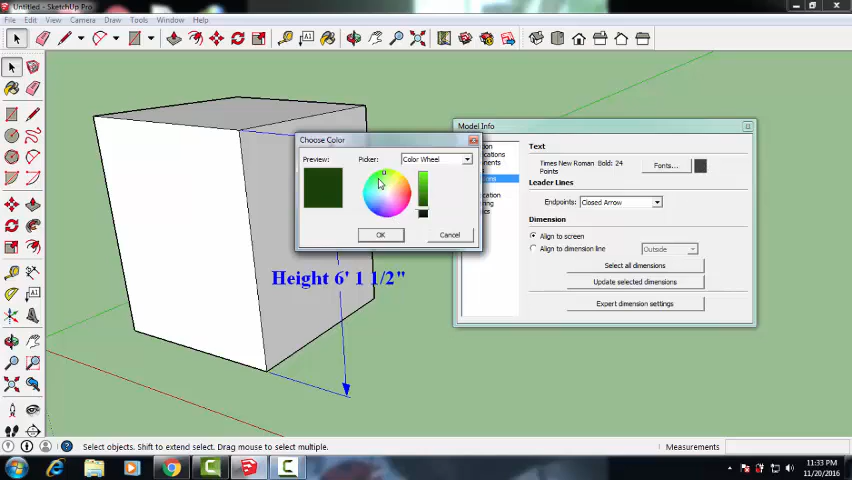 Untitled - SketchUp Pro
File Edit View Camera Draw Tools Window Help
Model Info
Choose Color
Preview:
Picker:
Color Wheel
OK
Cancel
Text
Times New Roman Bold: 24
Points
Fonts...
Leader Lines
Endpoints: Closed Arrow
Dimension
Align to screen
Align to dimension line
Outside
Select all dimensions
Update selected dimensions
Expert dimension settings
Height 6' 1 1/2"
Select objects. Shift to extend select. Drag mouse to select multiple.
Measurements
11:33 PM
11/20/2016